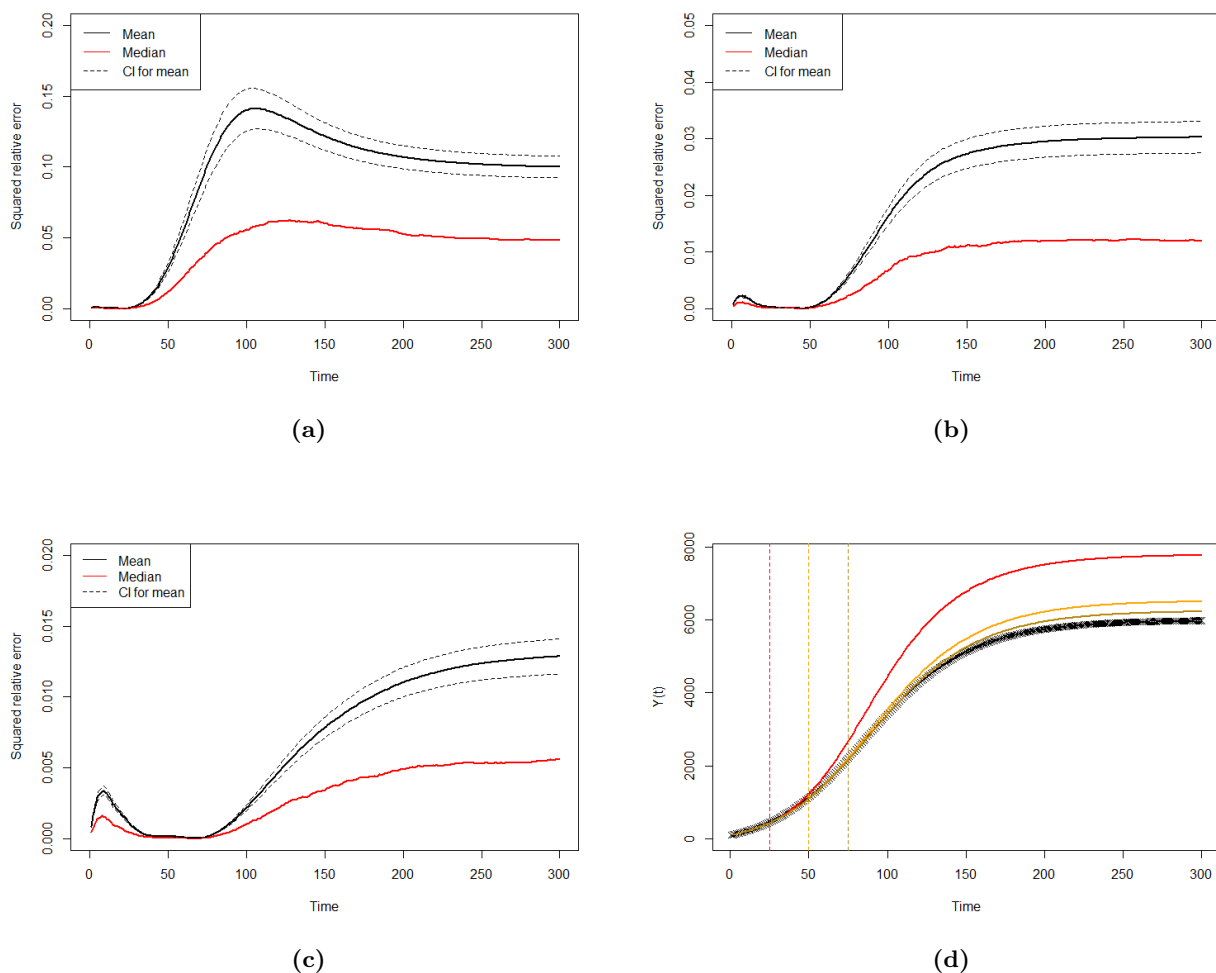 Squared relative error
0.00 0.05 0.10 0.15 0.20
Mean
Median
CI for mean
0 50 100 150 200 250 300
Time
(a)
Squared relative error
0.00 0.01 0.02 0.03 0.04 0.05
Mean
Median
CI for mean
0 50 100 150 200 250 300
Time
(b)
Squared relative error
0.000 0.005 0.010 0.015 0.020
Mean
Median
CI for mean
0 50 100 150 200 250 300
Time
(c)
Y(t)
0 2000 4000 6000 8000
0 50 100 150 200 250 300
Time
(d)